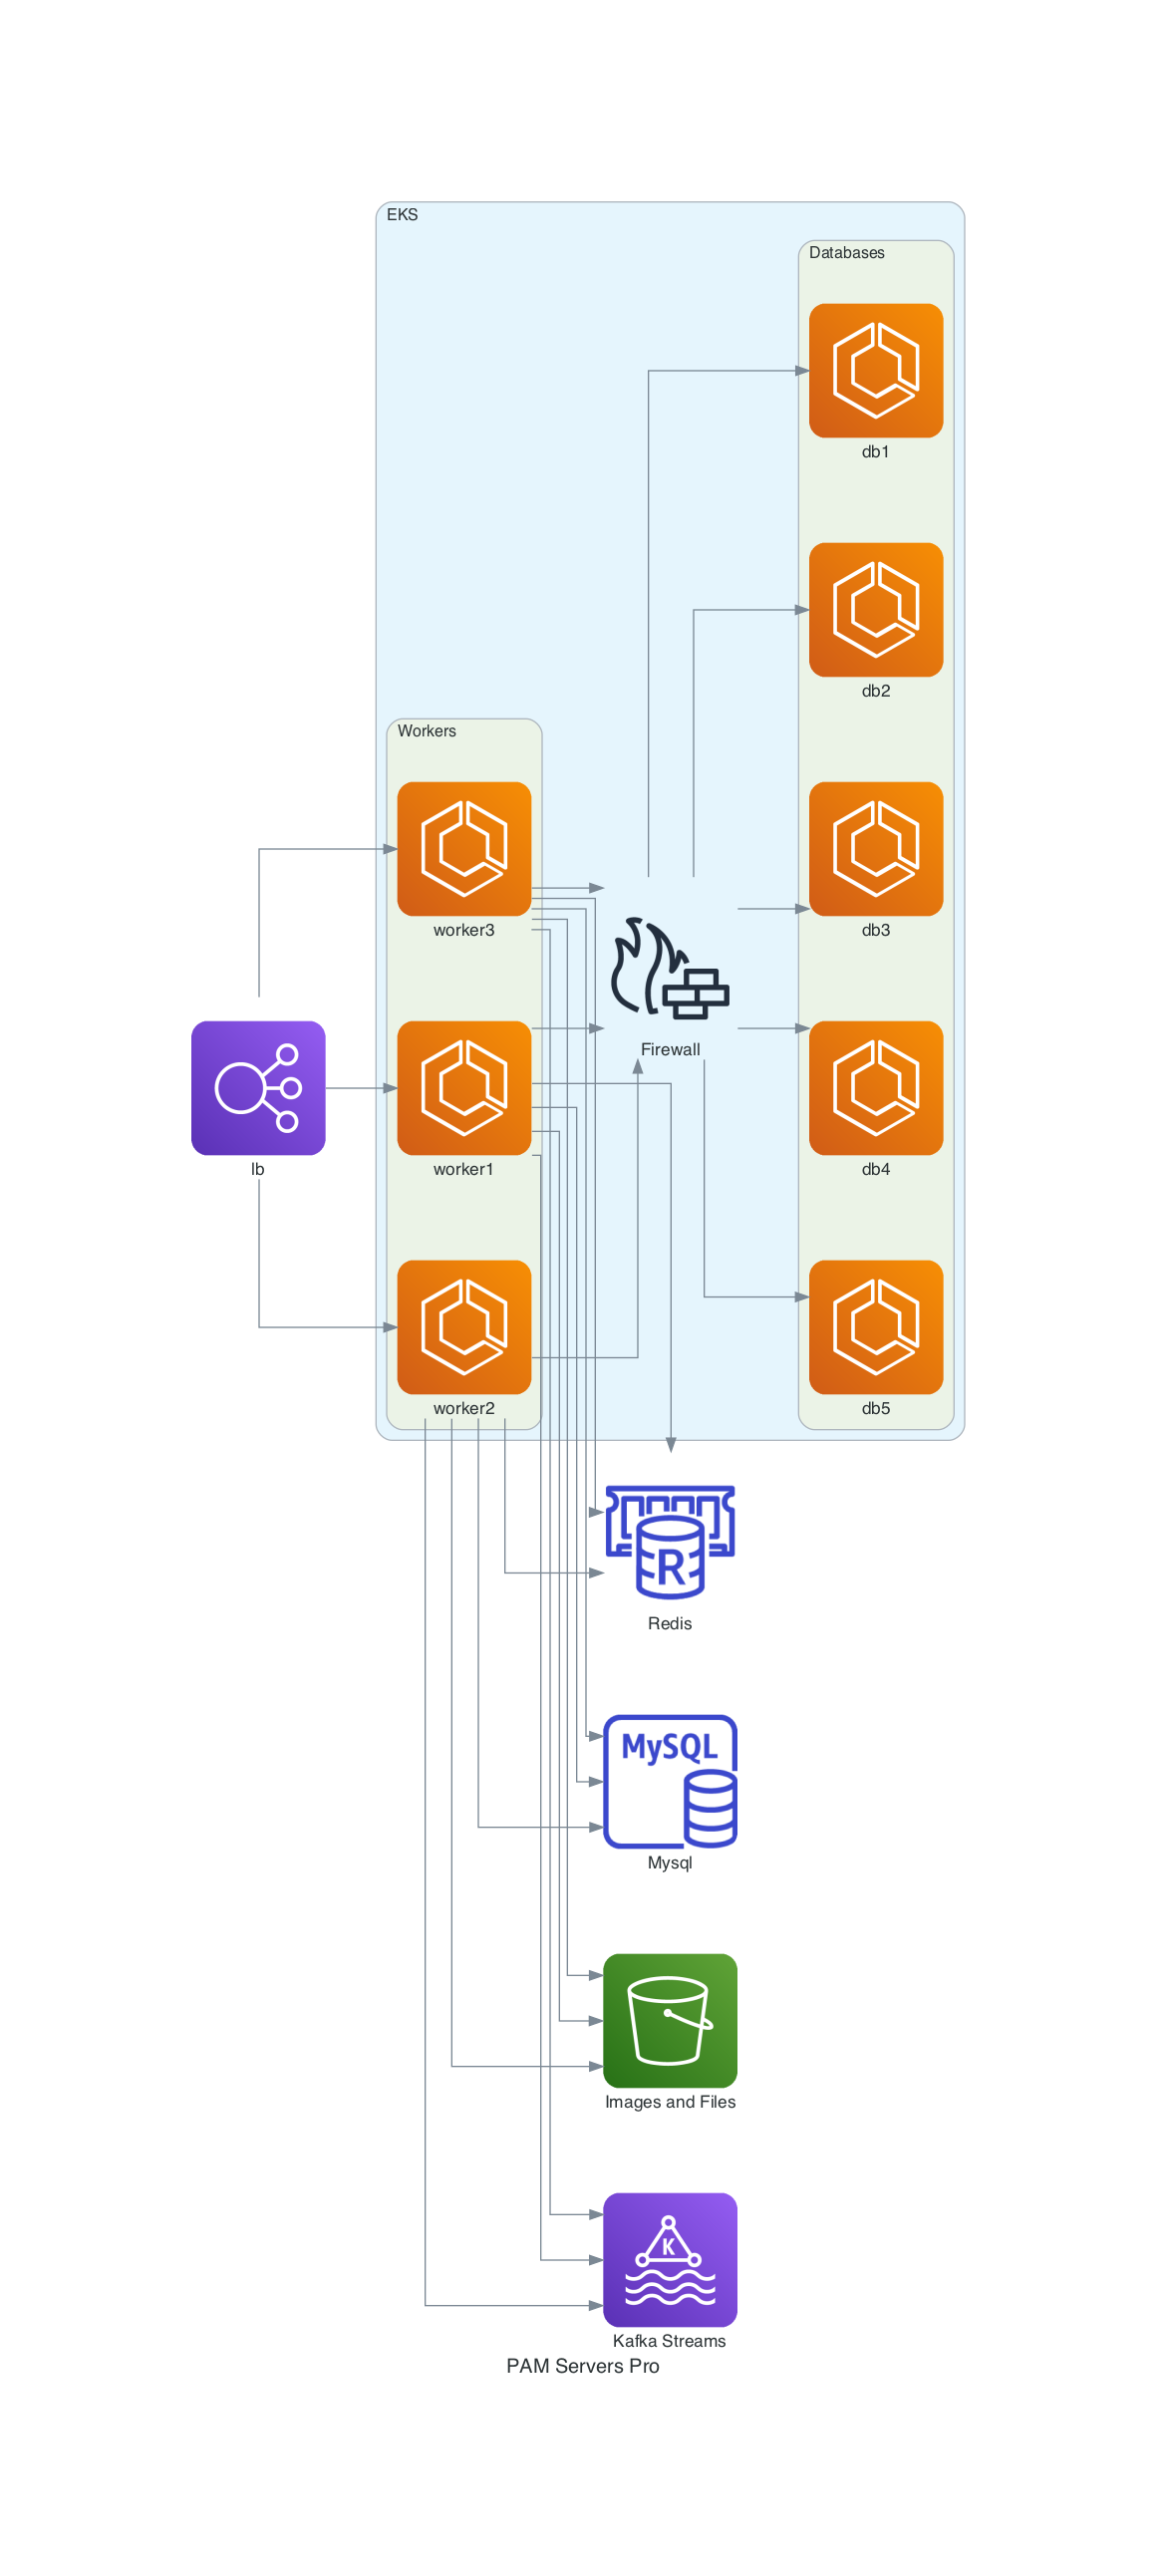 EKS
Databases
db1
db2
Workers
worker3
db3
Firewall
lb
worker1
db4
worker2
db5
R
Redis
MySQL
Mysql
Images and Files
K
Kafka Streams
PAM Servers Pro